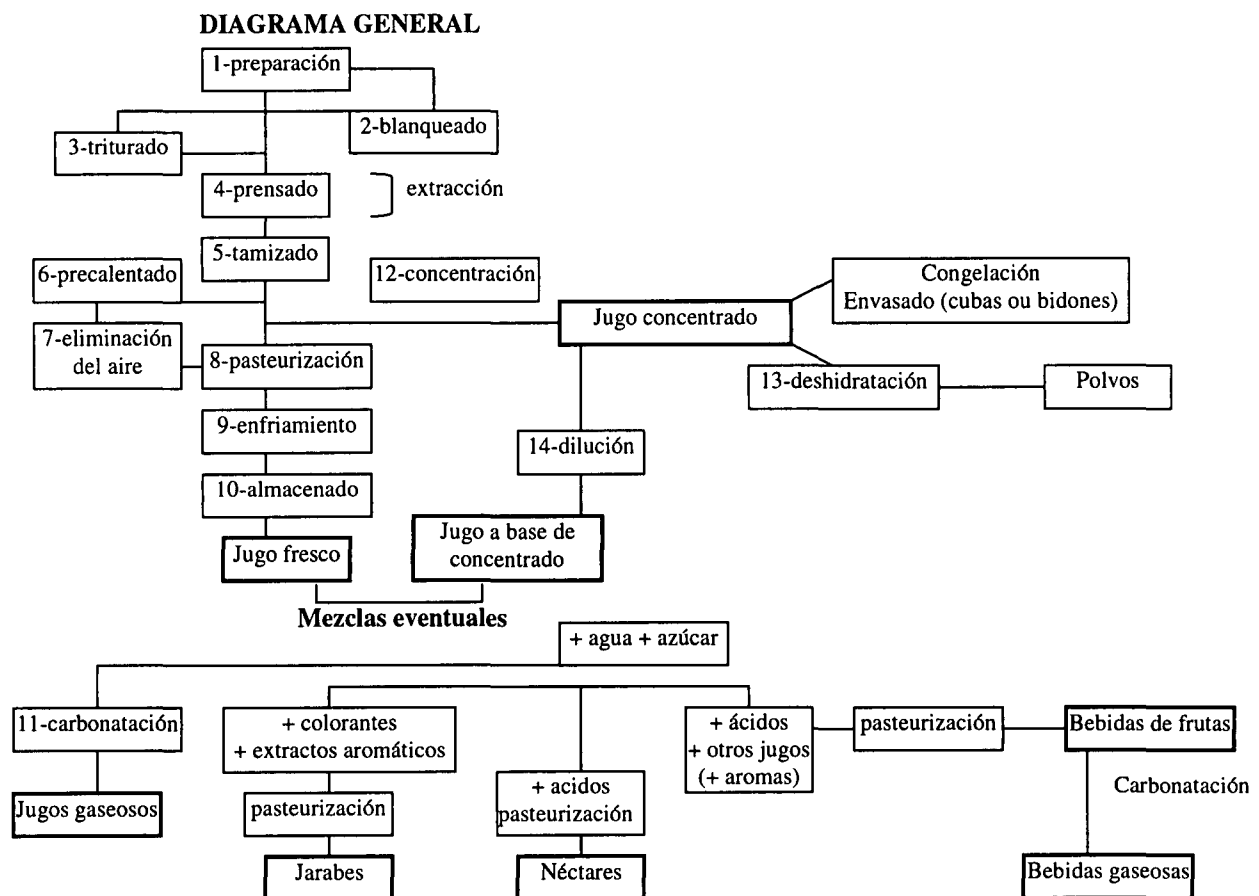 DIAGRAMA GENERAL
1-preparación
2-blanqueado
3-triturado
4-prensado
extracción
5-tamizado
6-precalentado
12-concentración
Congelación
Envasado (cubas ou bidones)
Jugo concentrado
7-eliminación
del aire
8-pasteurización
13-deshidratación
Polvos
9-enfriamiento
14-dilución
10-almacenado
Jugo fresco
Jugo a base de
concentrado
Mezclas eventuales
+ agua + azúcar
11-carbonatación
+ colorantes
+ extractos aromáticos
+ ácidos
+ otros jugos
(+ aromas)
pasteurización
Bebidas de frutas
Jugos gaseosos
pasteurización
+ acidos
pasteurización
Carbonatación
Jarabes
Néctares
Bebidas gaseosas